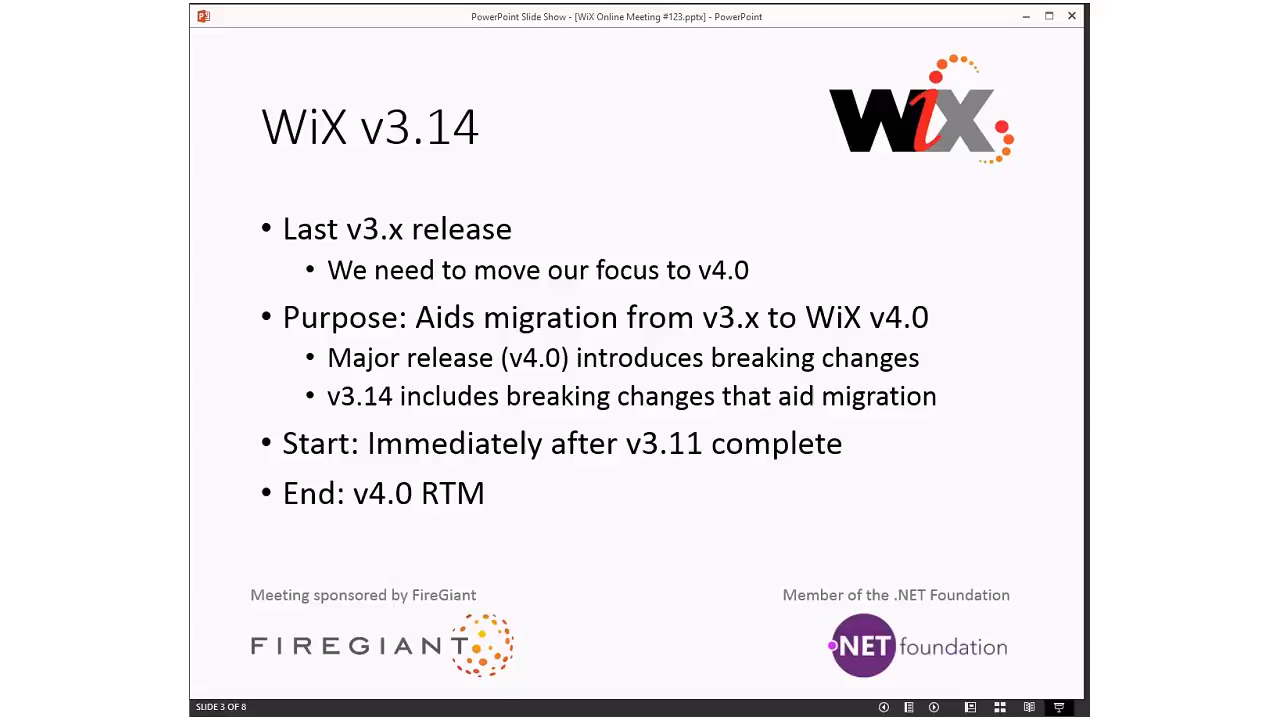 PowerPoint Slide Show - [WiX Online Meeting #123.pptx] - PowerPoint
WiX v3.14
WiX
• Last v3.x release
• We need to move our focus to v4.0
• Purpose: Aids migration from v3.x to WiX v4.0
• Major release (v4.0) introduces breaking changes
• v3.14 includes breaking changes that aid migration
• Start: Immediately after v3.11 complete
• End: v4.0 RTM
Meeting sponsored by FireGiant
Member of the .NET Foundation
FIREGIANT
.NET foundation
SLIDE 3 OF 8